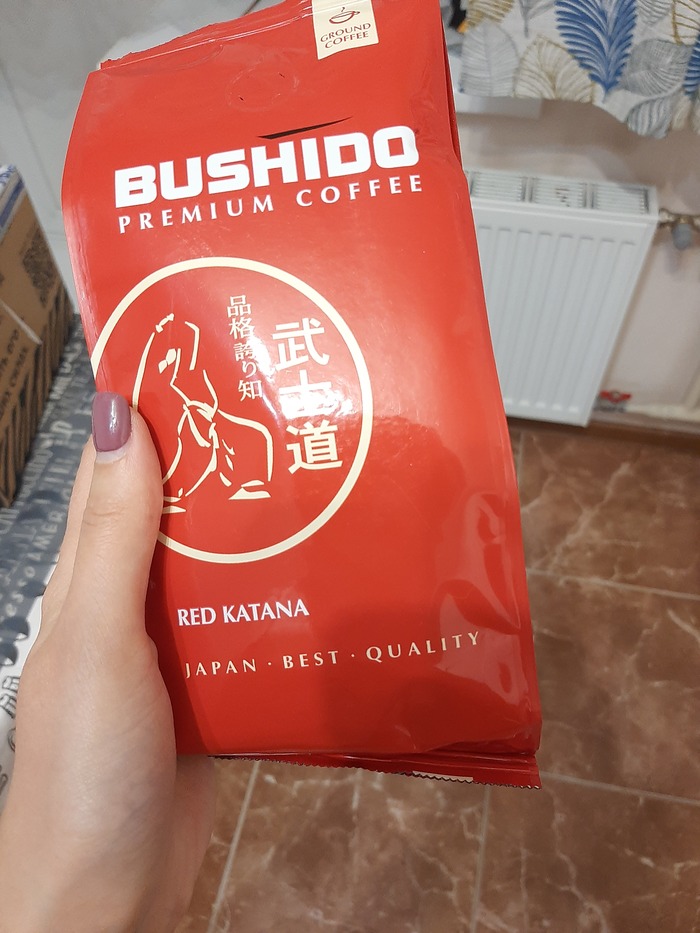 GROUND
COFFEE
BUSHIDO
PREMIUM COFFEE
武士道
品格誇り知
RED KATANA
JAPAN · BEST · QUALITY